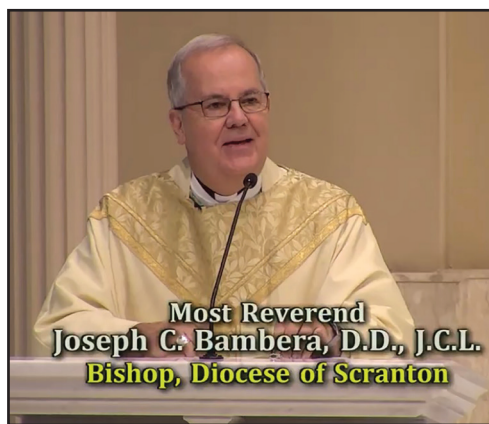 Most Reverend
Joseph C. Bambera, D.D., J.C.L.
Bishop, Diocese of Scranton